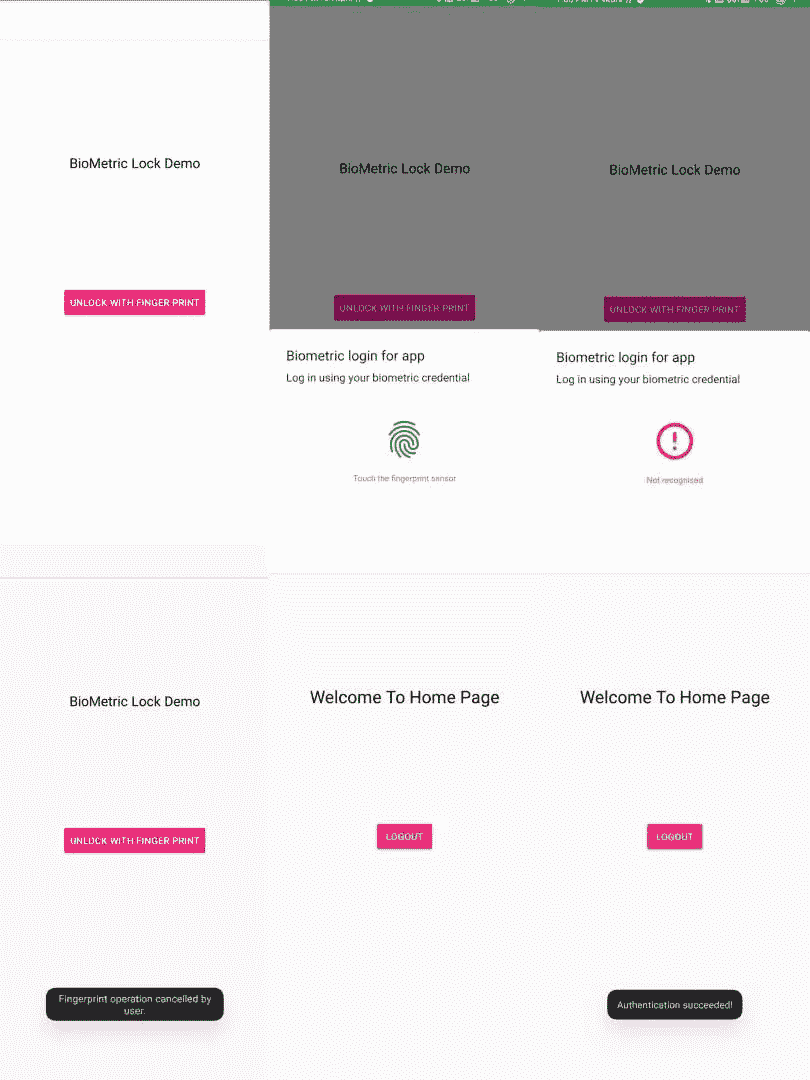 BioMetric Lock Demo
UNLOCK WITH FINGER PRINT
BioMetric Lock Demo
UNLOCK WITH FINGER PRINT
Biometric login for app
Log in using your biometric credential
Touch the fingerprint sensor
BioMetric Lock Demo
UNLOCK WITH FINGER PRINT
Biometric login for app
Log in using your biometric credential
Not recognised
BioMetric Lock Demo
UNLOCK WITH FINGER PRINT
Fingerprint operation cancelled by
user.
Welcome To Home Page
LOGOUT
Welcome To Home Page
LOGOUT
Authentication succeeded!